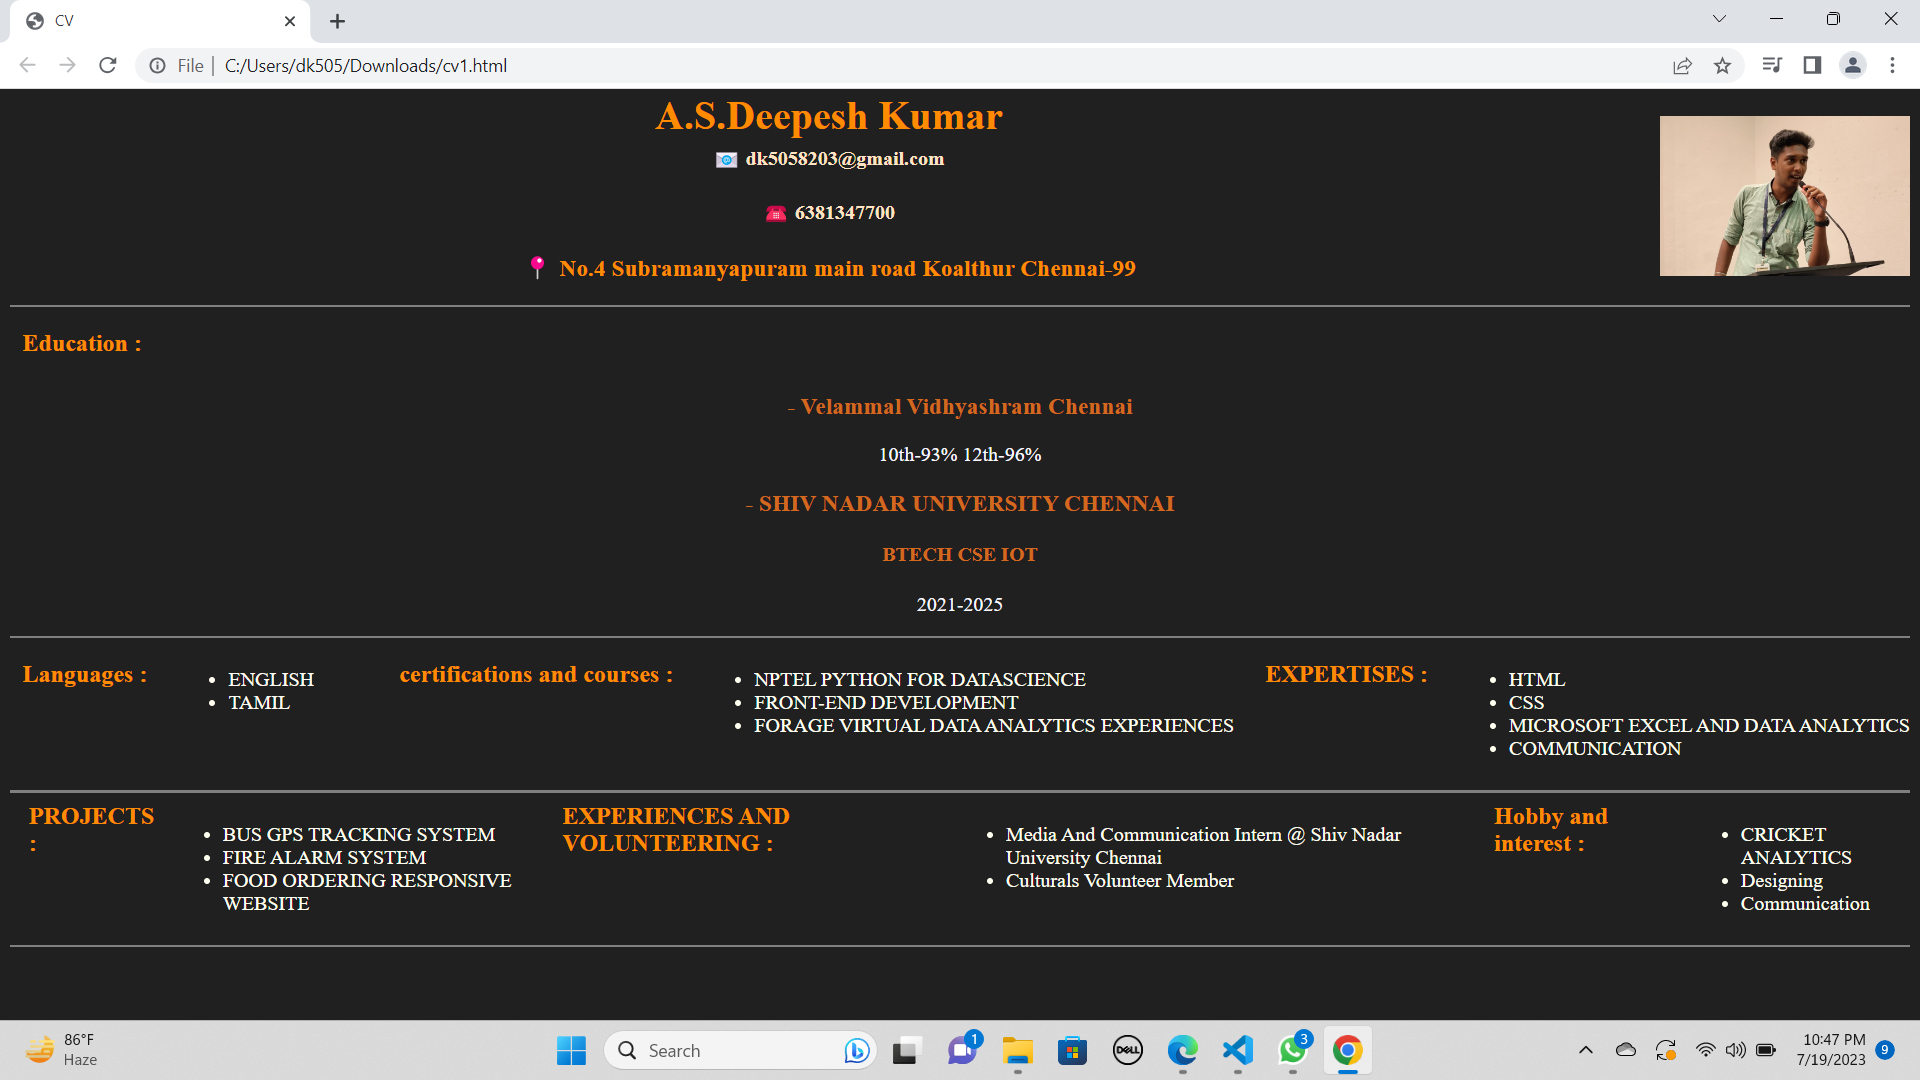 CV
File
C:/Users/dk505/Downloads/cv1.html
A.S.Deepesh Kumar
dk5058203@gmail.com
6381347700
No.4 Subramanyapuram main road Koalthur Chennai-99
Education :
- Velammal Vidhyashram Chennai
10th-93% 12th-96%
- SHIV NADAR UNIVERSITY CHENNAI
BTECH CSE IOT
2021-2025
Languages :
ENGLISH
TAMIL
certifications and courses :
NPTEL PYTHON FOR DATASCIENCE
FRONT-END DEVELOPMENT
FORAGE VIRTUAL DATA ANALYTICS EXPERIENCES
EXPERTISES :
HTML
CSS
MICROSOFT EXCEL AND DATA ANALYTICS
COMMUNICATION
PROJECTS
:
BUS GPS TRACKING SYSTEM
FIRE ALARM SYSTEM
FOOD ORDERING RESPONSIVE
WEBSITE
EXPERIENCES AND
VOLUNTEERING :
Media And Communication Intern @ Shiv Nadar
University Chennai
Culturals Volunteer Member
Hobby and
interest :
CRICKET
ANALYTICS
Designing
Communication
86°F
Haze
Search
1
DELL
3
10:47 PM
7/19/2023
9